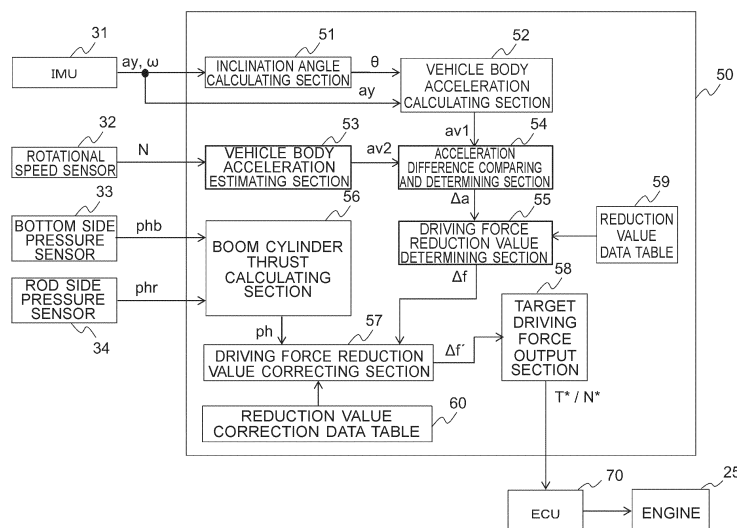 31
IMU
ay, ω
51
INCLINATION ANGLE
CALCULATING SECTION
θ
ay
52
VEHICLE BODY
ACCELERATION
CALCULATING SECTION
50
av1
32
ROTATIONAL
SPEED SENSOR
N
53
VEHICLE BODY
ACCELERATION
ESTIMATING SECTION
av2
54
ACCELERATION
DIFFERENCE COMPARING
AND DETERMINING SECTION
Δa
33
BOTTOM SIDE
PRESSURE
SENSOR
phb
56
BOOM CYLINDER
THRUST
CALCULATING
SECTION
55
DRIVING FORCE
REDUCTION VALUE
DETERMINING SECTION
59
REDUCTION
VALUE
DATA TABLE
Δf
ROD SIDE
PRESSURE
SENSOR
34
phr
ph
57
DRIVING FORCE REDUCTION
VALUE CORRECTING SECTION
Δf´
58
TARGET
DRIVING
FORCE
OUTPUT
SECTION
T* / N*
REDUCTION VALUE
CORRECTION DATA TABLE
60
70
ECU
25
ENGINE